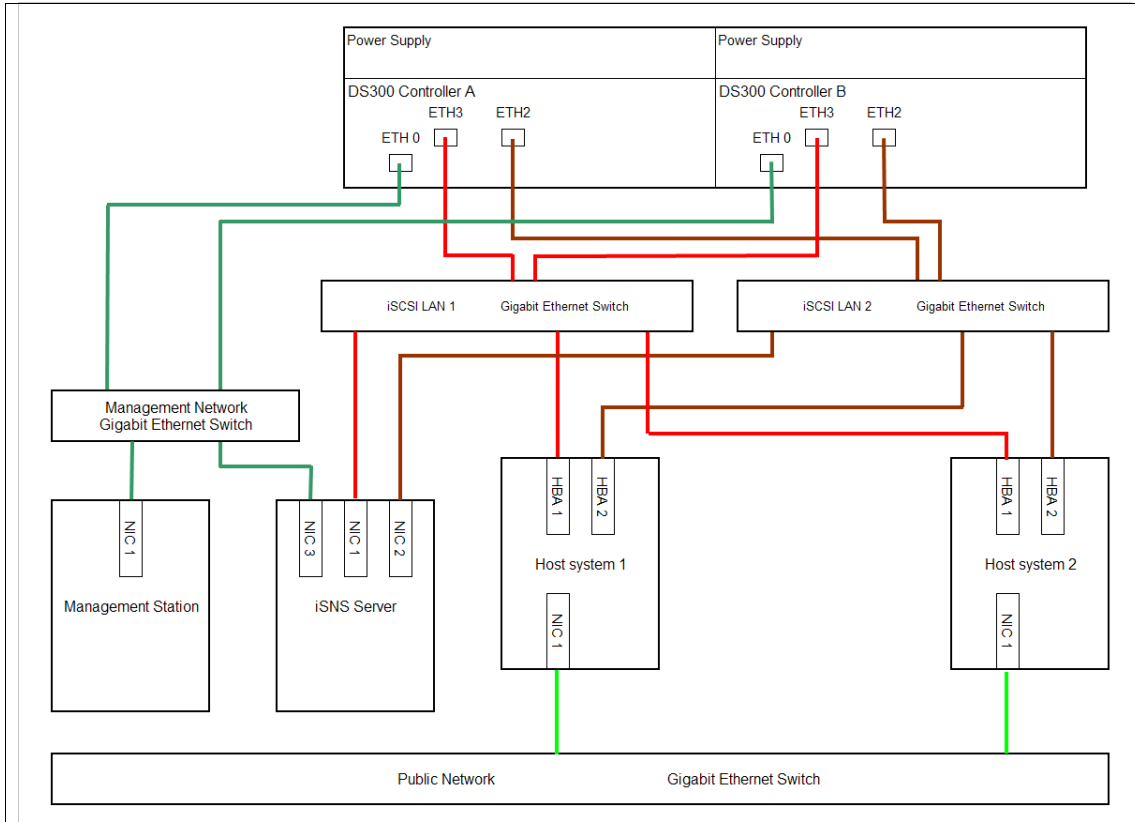 Power Supply
Power Supply
DS300 Controller A
DS300 Controller B
ETH3
ETH2
ETH 0
ETH3
ETH2
ETH 0
iSCSI LAN 1
Gigabit Ethernet Switch
iSCSI LAN 2
Gigabit Ethernet Switch
Management Network
Gigabit Ethernet Switch
NIC 1
Management Station
NIC 3
NIC 1
NIC 2
iSNS Server
HBA 1
HBA 2
Host system 1
NIC 1
HBA 1
HBA 2
Host system 2
NIC 1
Public Network
Gigabit Ethernet Switch